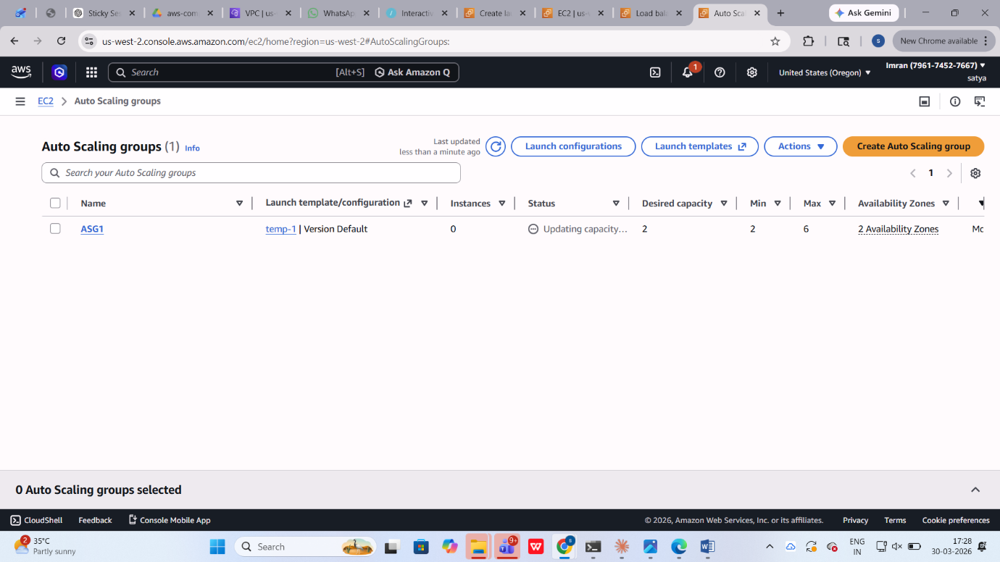 Sticky Ses
aws-com
VPC | us-
WhatsAp
Interactiv
Create la
EC2 | us-w
Load bala
Auto Scal
Ask Gemini
us-west-2.console.aws.amazon.com/ec2/home?region=us-west-2#AutoScalingGroups:
S
New Chrome available
aws
Search
[Alt+S]
Ask Amazon Q
1
United States (Oregon)
Imran (7961-7452-7667)
satya
EC2
Auto Scaling groups
Auto Scaling groups (1) Info
Last updated
less than a minute ago
Launch configurations
Launch templates
Actions
Create Auto Scaling group
Search your Auto Scaling groups
1
Name
Launch template/configuration
Instances
Status
Desired capacity
Min
Max
Availability Zones
ASG1
temp-1 | Version Default
0
Updating capacity...
2
2
6
2 Availability Zones
Mo
0 Auto Scaling groups selected
CloudShell
Feedback
Console Mobile App
© 2026, Amazon Web Services, Inc. or its affiliates.
Privacy
Terms
Cookie preferences
2
35°C
Partly sunny
Search
9+
S
ENG
IN
17:28
30-03-2026